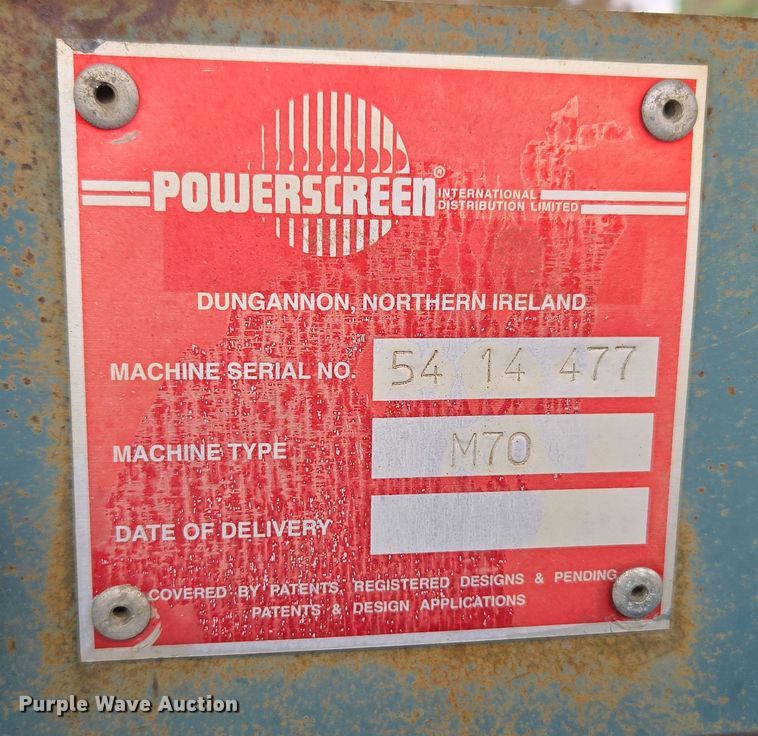 POWERSCREEN® INTERNATIONAL
DISTRIBUTION LIMITED
DUNGANNON, NORTHERN IRELAND
MACHINE SERIAL NO. 54 14 477
MACHINE TYPE M70
DATE OF DELIVERY
COVERED BY PATENTS, REGISTERED DESIGNS & PENDING
PATENTS & DESIGN APPLICATIONS
Purple Wave Auction